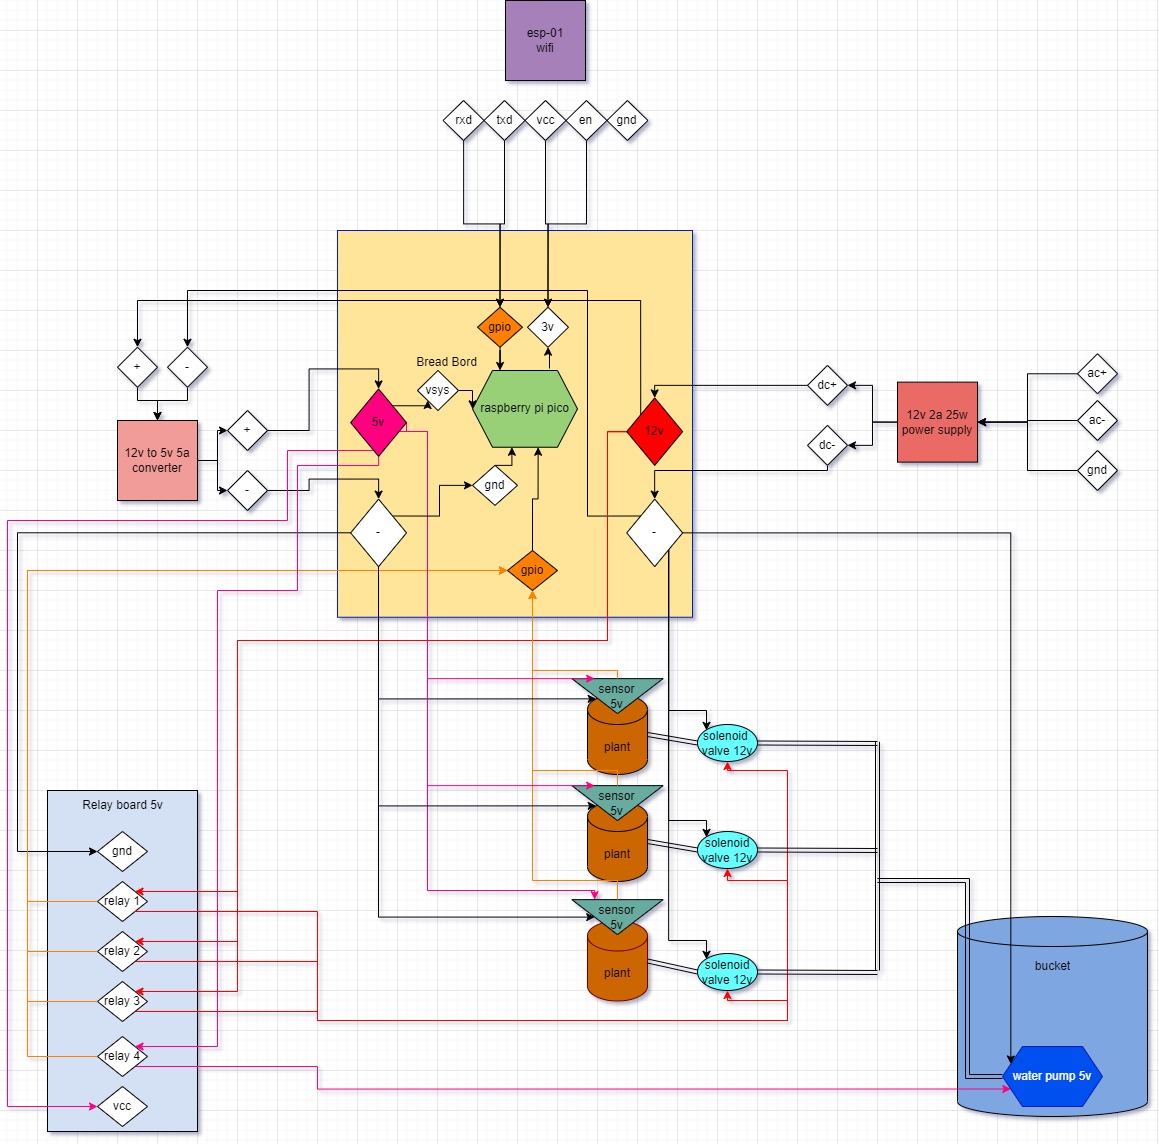 esp-01
wifi
rxd
txd
vcc
en
gnd
gpio
3v
Bread Bord
vsys
raspberry pi pico
5v
12v
+
-
12v to 5v 5a
converter
+
-
gnd
-
-
gpio
dc+
dc-
12v 2a 25w
power supply
ac+
ac-
gnd
sensor
5v
plant
solenoid
valve 12v
sensor
5v
plant
solenoid
valve 12v
sensor
5v
plant
solenoid
valve 12v
Relay board 5v
gnd
relay 1
relay 2
relay 3
relay 4
vcc
bucket
water pump 5v